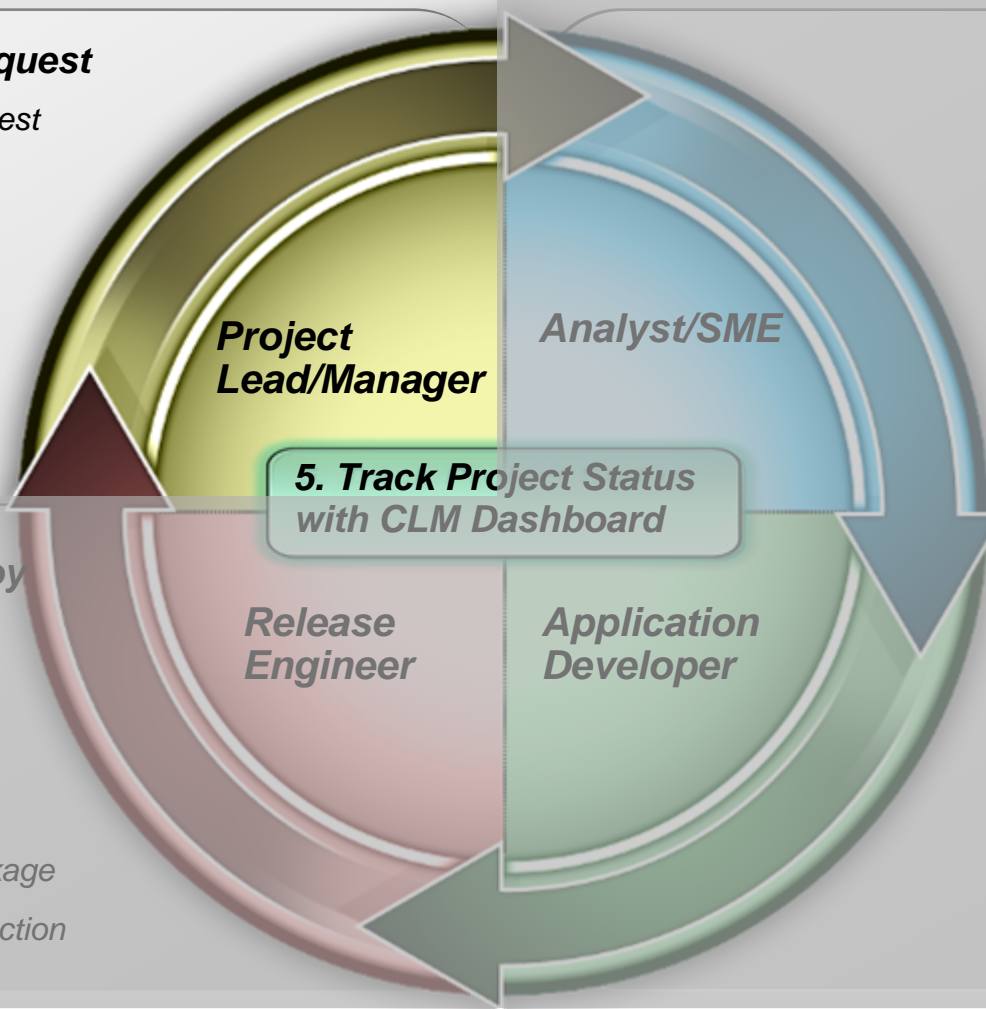 quest
est
Project
Lead/Manager
Analyst/SME
5. Track Project Status
with CLM Dashboard
oy
Release
Engineer
Application
Developer
kage
ction